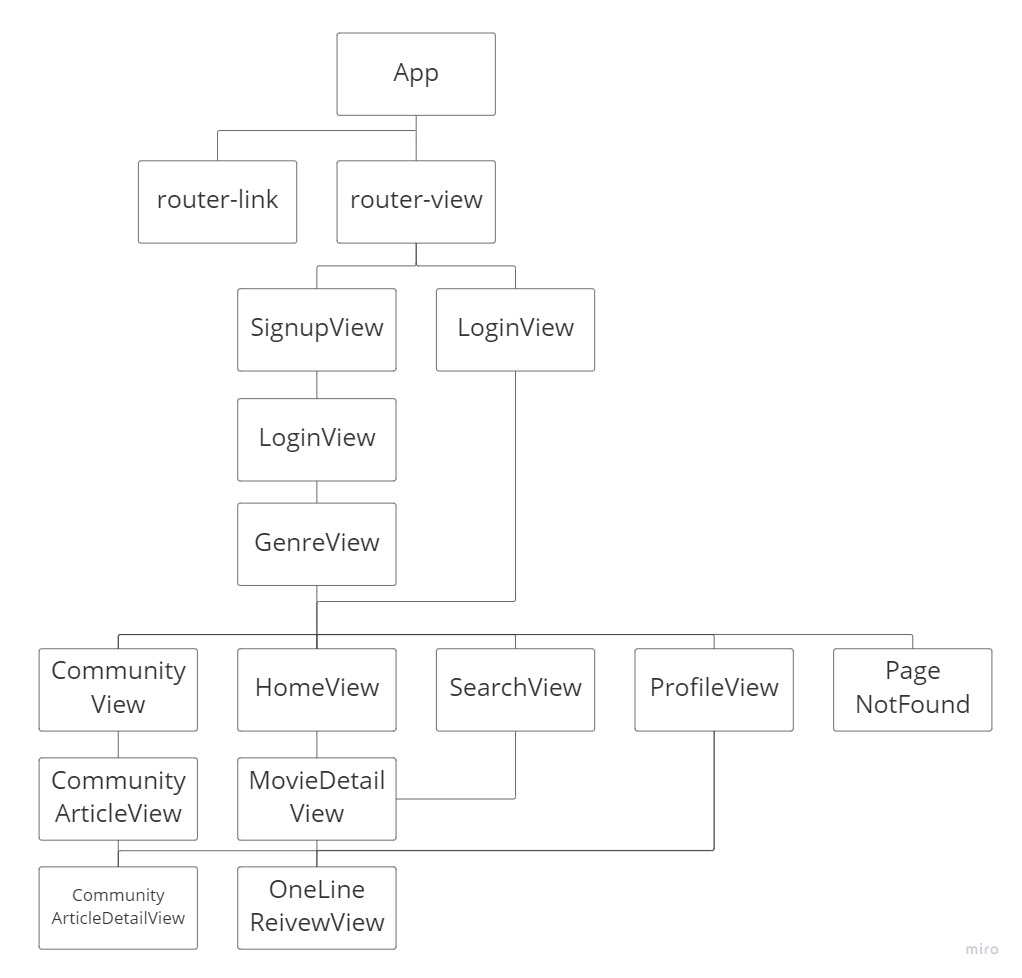 App
router-link
router-view
SignupView
LoginView
LoginView
GenreView
Community
View
HomeView
SearchView
ProfileView
Page
NotFound
Community
ArticleView
MovieDetail
View
Community
ArticleDetailView
OneLine
ReivewView
miro